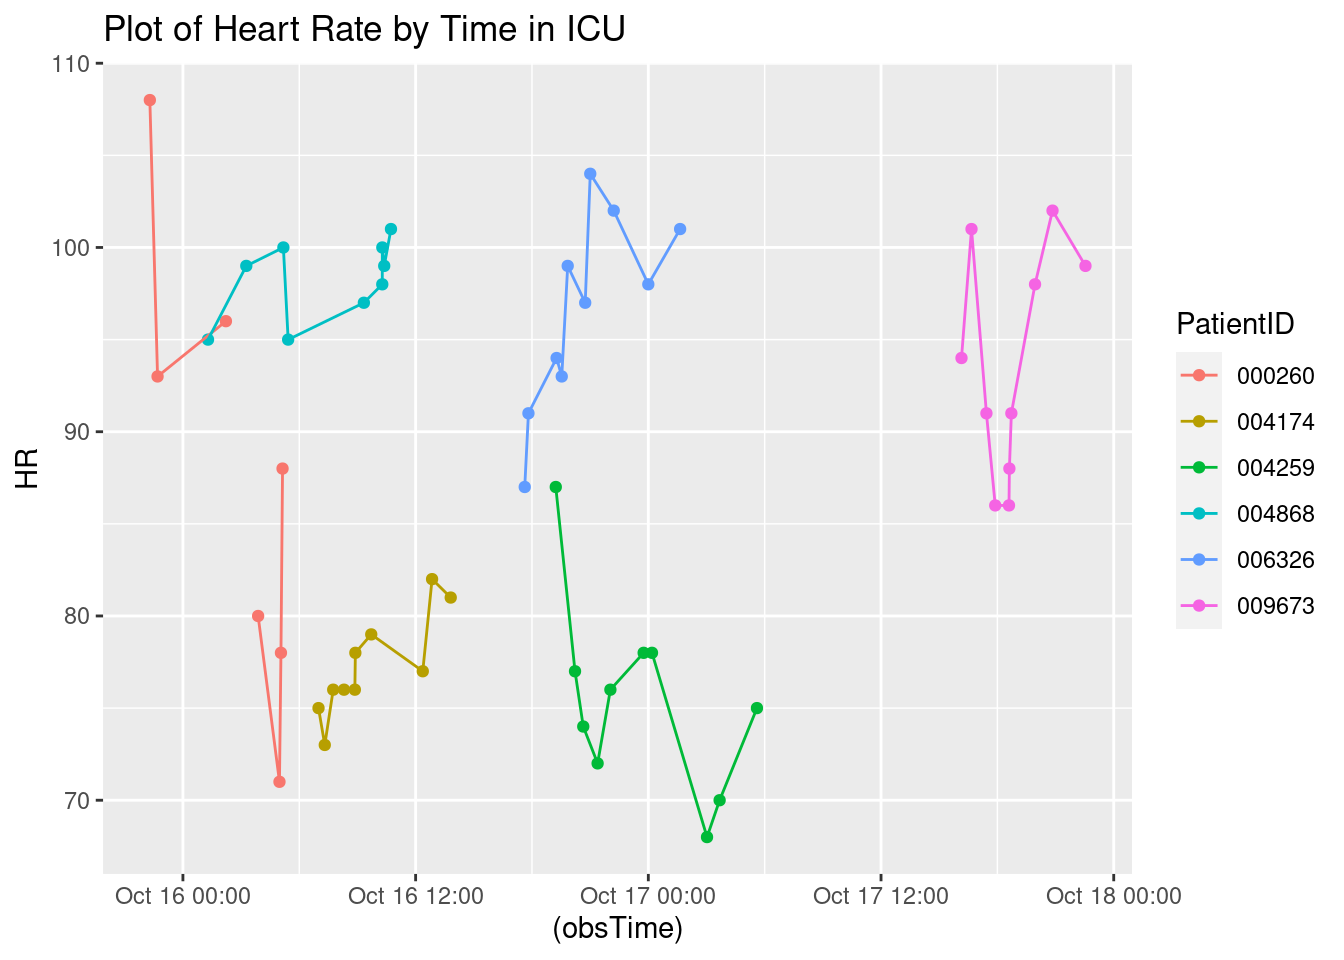 Plot of Heart Rate by Time in ICU
110
100
90
80
70
HR
Oct 16 00:00
Oct 16 12:00
Oct 17 00:00
Oct 17 12:00
Oct 18 00:00
(obsTime)
PatientID
000260
004174
004259
004868
006326
009673